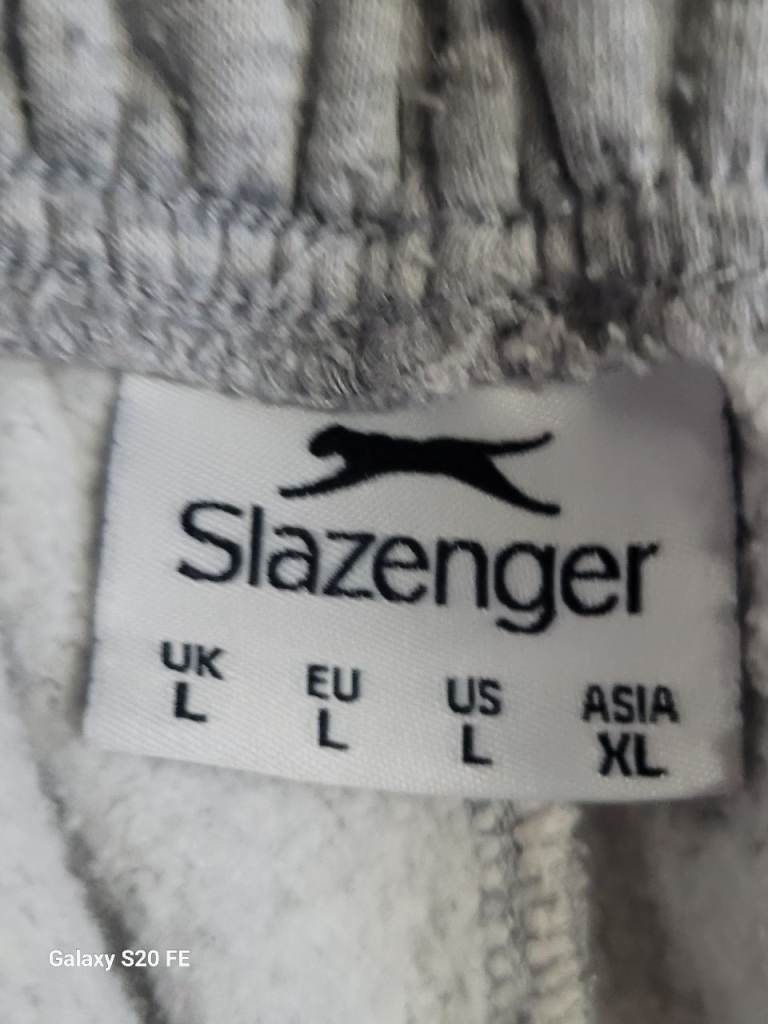 Slazenger
UK EU US ASIA
L L L XL
Galaxy S20 FE